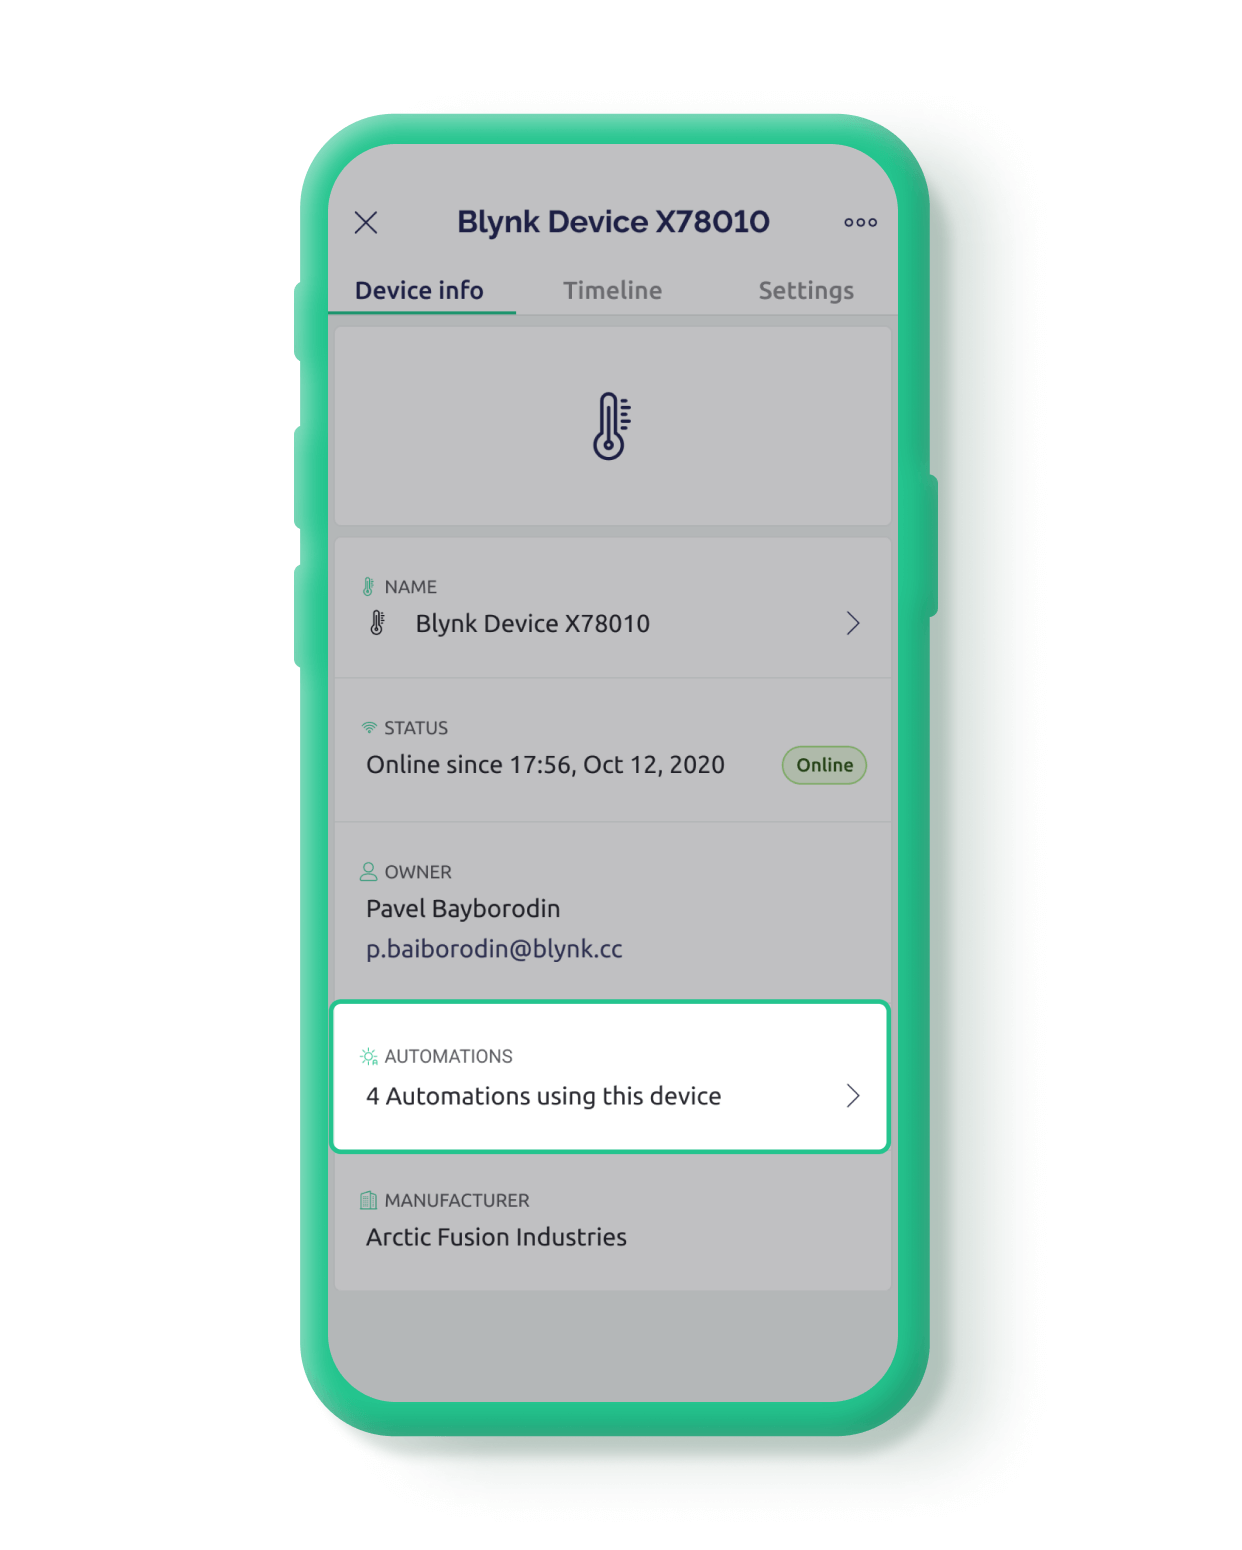 Blynk Device X78010
Device info Timeline Settings
NAME
Blynk Device X78010
STATUS
Online since 17:56, Oct 12, 2020 Online
OWNER
Pavel Bayborodin
p.baiborodin@blynk.cc
AUTOMATIONS
4 Automations using this device
MANUFACTURER
Arctic Fusion Industries